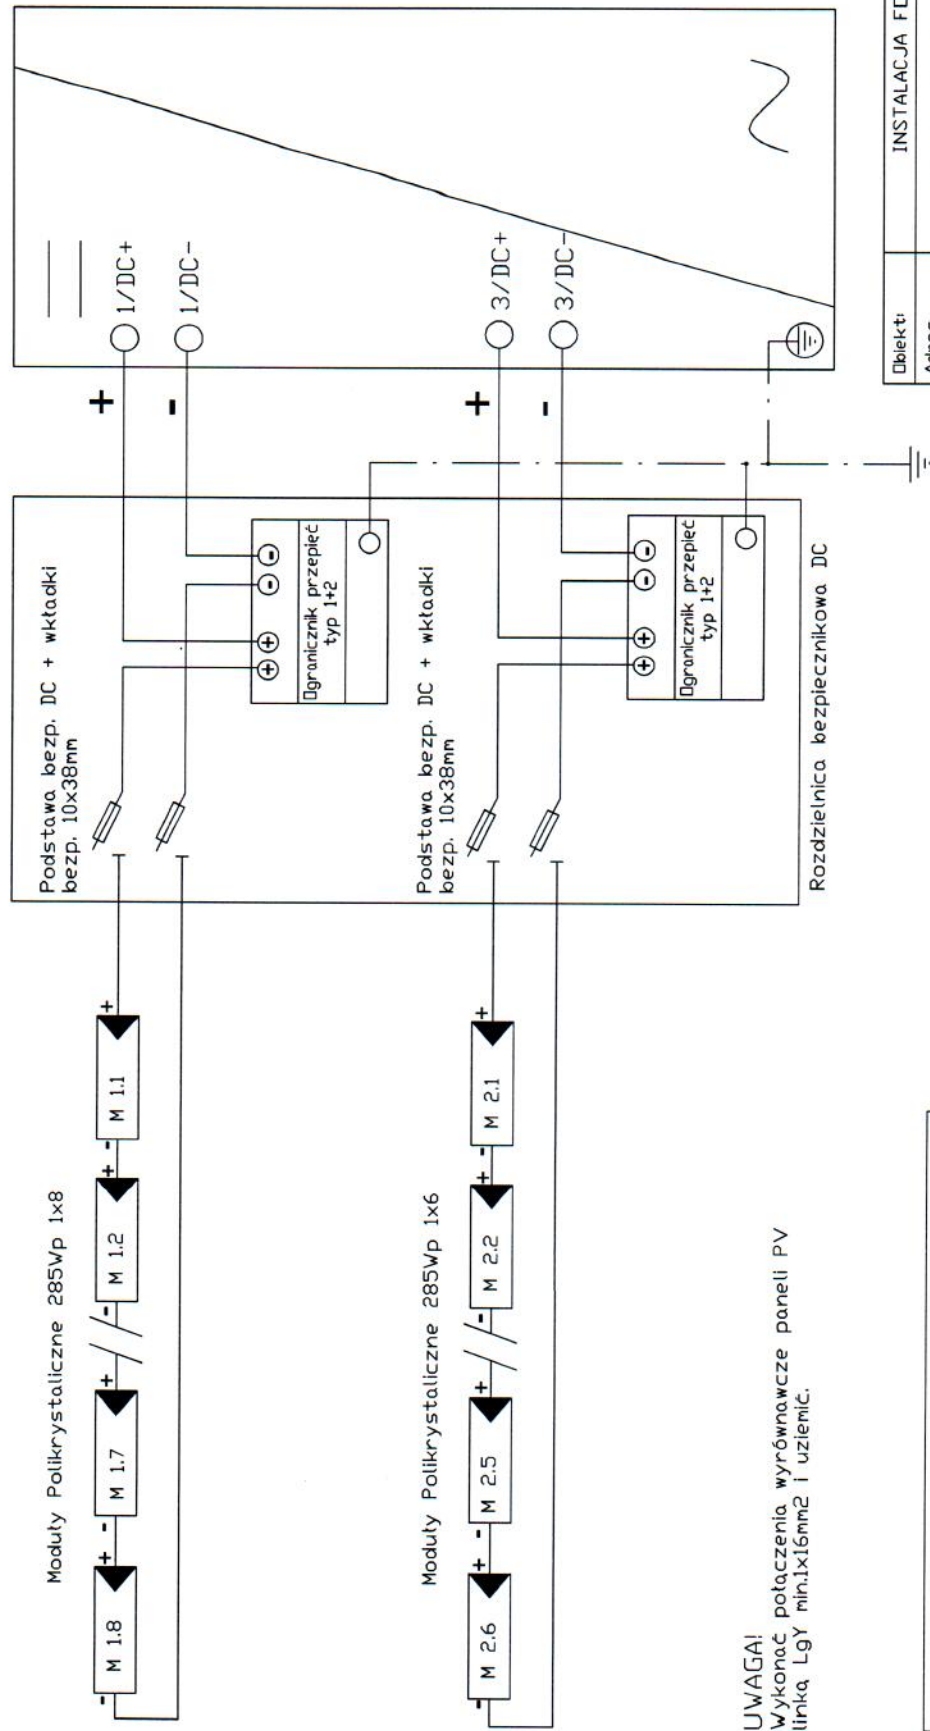 Moduły Polikrystaliczne 285Wp 1x8
- M 1.8 +
- M 1.7 +
- M 1.2 +
- M 1.1 +
Podstawa bezp. DC + wkładki
bezp. 10x38mm
+ + - -
Ogranicznik przepięć
typ 1+2
+
-
1/DC+
1/DC-
Moduły Polikrystaliczne 285Wp 1x6
- M 2.6 +
- M 2.5 +
- M 2.2 +
- M 2.1 +
Podstawa bezp. DC + wkładki
bezp. 10x38mm
+ + - -
Ogranicznik przepięć
typ 1+2
+
-
3/DC+
3/DC-
Rozdzielnica bezpiecznikowa DC
UWAGA!
Wykonać połączenia wyrównawcze paneli PV
linką LgY min.1x16mm2 i uziemić.
Obiekt:
INSTALACJA